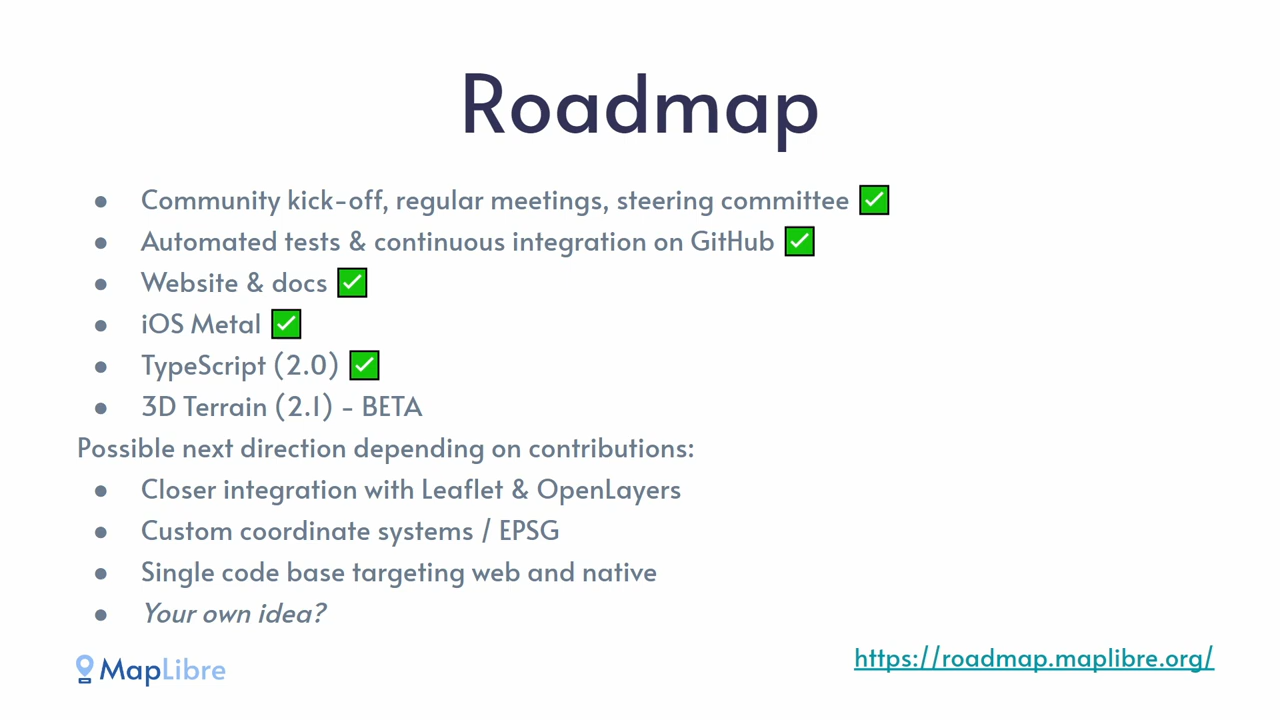 Roadmap
● Community kick-off, regular meetings, steering committee ✅
● Automated tests & continuous integration on GitHub ✅
● Website & docs ✅
● iOS Metal ✅
● TypeScript (2.0) ✅
● 3D Terrain (2.1) - BETA
Possible next direction depending on contributions:
● Closer integration with Leaflet & OpenLayers
● Custom coordinate systems / EPSG
● Single code base targeting web and native
● Your own idea?
MapLibre
https://roadmap.maplibre.org/